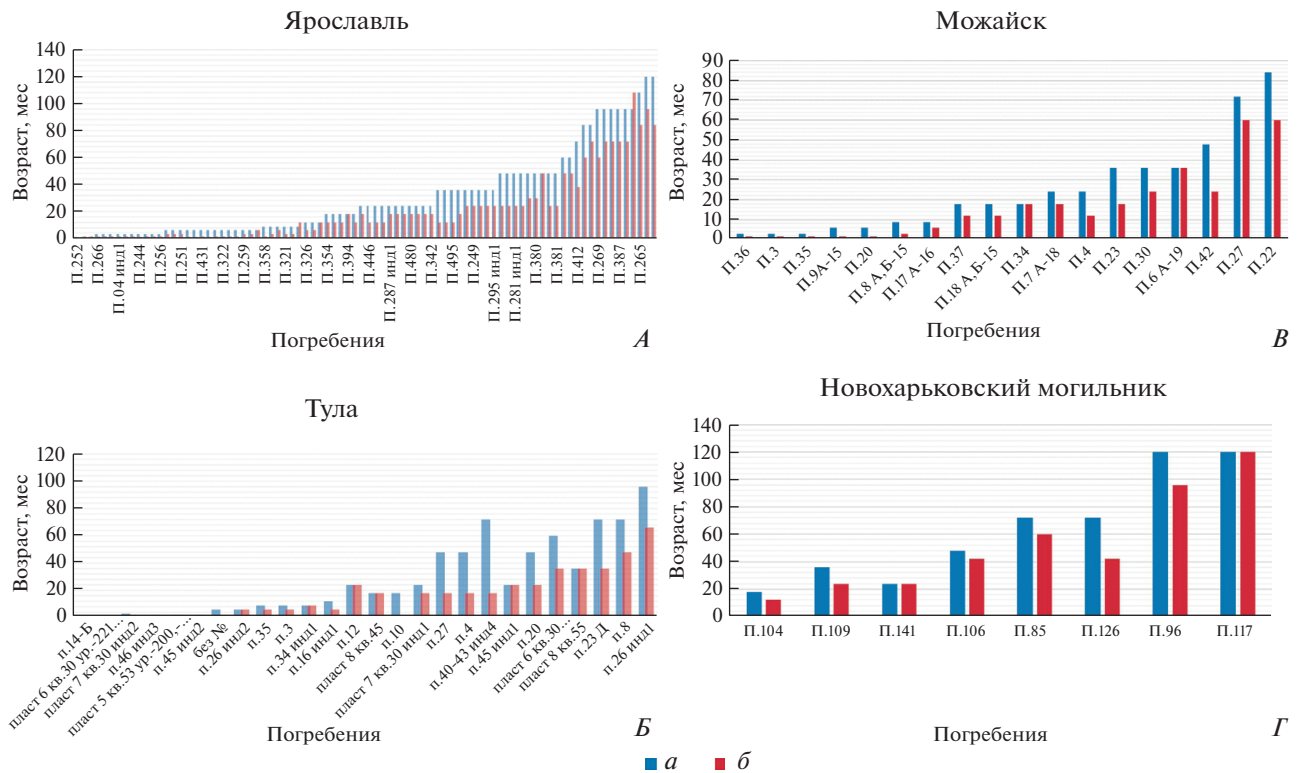 Ярославль
Возраст, мес
140
120
100
80
60
40
20
0
П.252
П.266
П.04 инд1
П.244
П.256
П.251
П.431
П.322
П.259
П.358
П.321
П.326
П.354
П.394
П.446
П.287 инд1
П.480
П.342
П.495
П.249
П.295 инд1
П.281 инд1
П.380
П.381
П.412
П.269
П.387
П.265
Погребения
А
Можайск
Возраст, мес
90
80
70
60
50
40
30
20
10
0
П.36
П.3
П.35
П.9А-15
П.20
П.8 А,Б-15
П.17 А-16
П.37
П.18 А, Б-15
П.34
П.7 А-18
П.4
П.23
П.30
П.6 А-19
П.42
П.27
П.22
Погребения
В
Тула
Возраст, мес
120
100
80
60
40
20
0
п.14-Б
пласт 6 кв.30 ур.-221...
пласт 7 кв.30 инд2
п.46 инд3
пласт 5 кв.53 ур.-200,-...
п.45 инд2
без №
п.26 инд2
п.35
п.3
п.34 инд1
п.16 инд1
п.12
пласт 8 кв.45
п.10
пласт 7 кв.30 инд1
п.27
п.4
п.40-43 инд4
п.45 инд1
п.20
пласт 6 кв.30...
пласт 8 кв.55
п.23 Д
п.8
п.26 инд1
Погребения
Б
Новохарьковский могильник
Возраст, мес
140
120
100
80
60
40
20
0
П.104
П.109
П.141
П.106
П.85
П.126
П.96
П.117
Погребения
Г
а
б